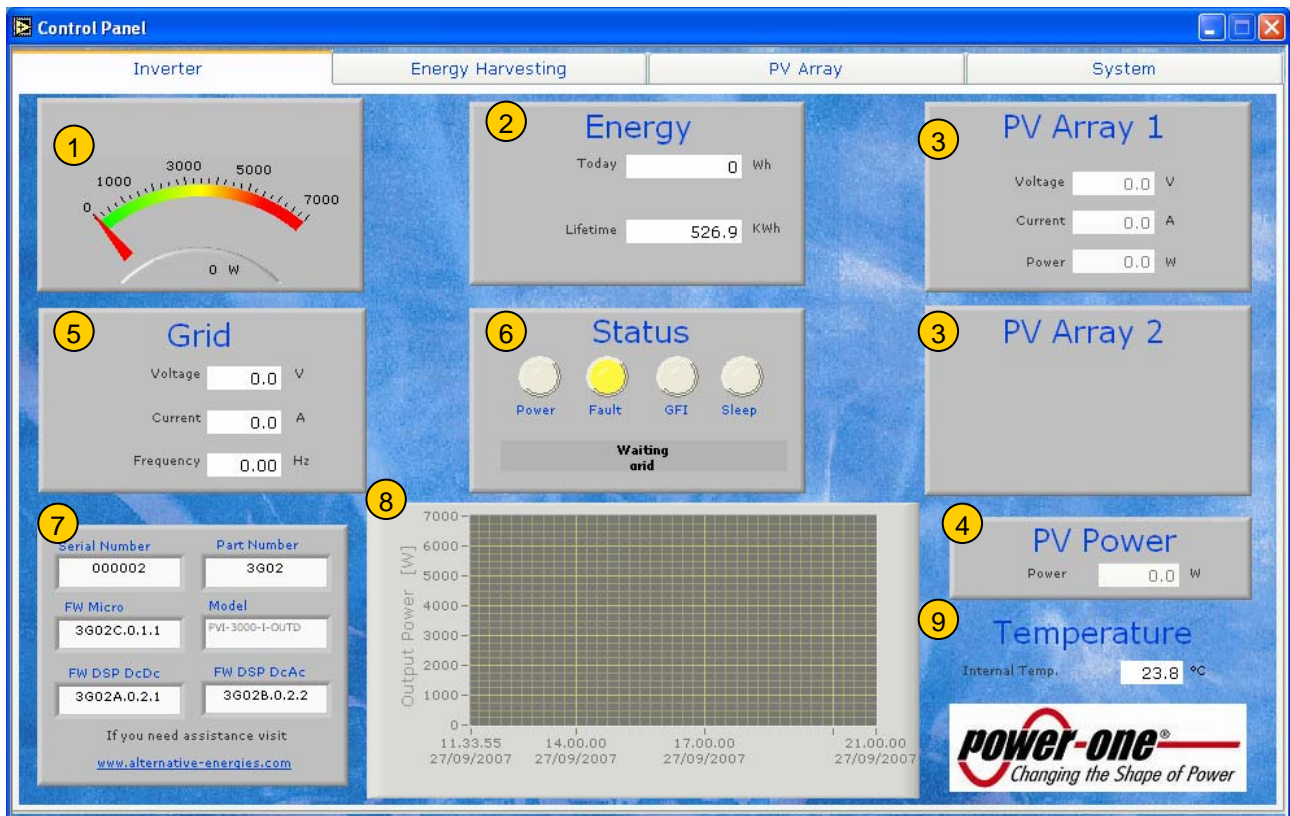 Control Panel
Inverter
Energy Harvesting
PV Array
System
1
0
1000
3000
5000
7000
0 W
2
Energy
Today 0 Wh
Lifetime 526.9 KWh
3
PV Array 1
Voltage 0.0 V
Current 0.0 A
Power 0.0 W
5
Grid
Voltage 0.0 V
Current 0.0 A
Frequency 0.00 Hz
6
Status
Power Fault GFI Sleep
Waiting
grid
3
PV Array 2
7
Serial Number Part Number
000002 3G02
FW Micro Model
3G02C.0.1.1 PVI-3000-I-OUTD
FW DSP DcDc FW DSP DcAc
3G02A.0.2.1 3G02B.0.2.2
If you need assistance visit
www.alternative-energies.com
8
Output Power [W]
7000
6000
5000
4000
3000
2000
1000
0
11.33.55 14.00.00 17.00.00 21.00.00
27/09/2007 27/09/2007 27/09/2007 27/09/2007
4
PV Power
Power 0.0 W
9
Temperature
Internal Temp. 23.8 °C
power-one®
Changing the Shape of Power